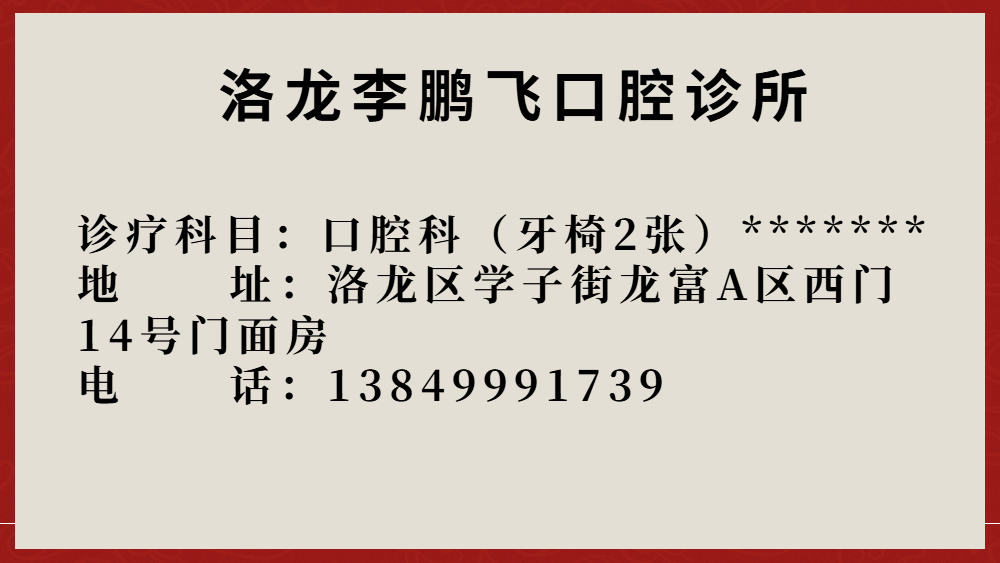 洛龙李鹏飞口腔诊所
诊疗科目：口腔科（牙椅2张）*******
地　　址：洛龙区学子街龙富A区西门
14号门面房
电　　话：13849991739